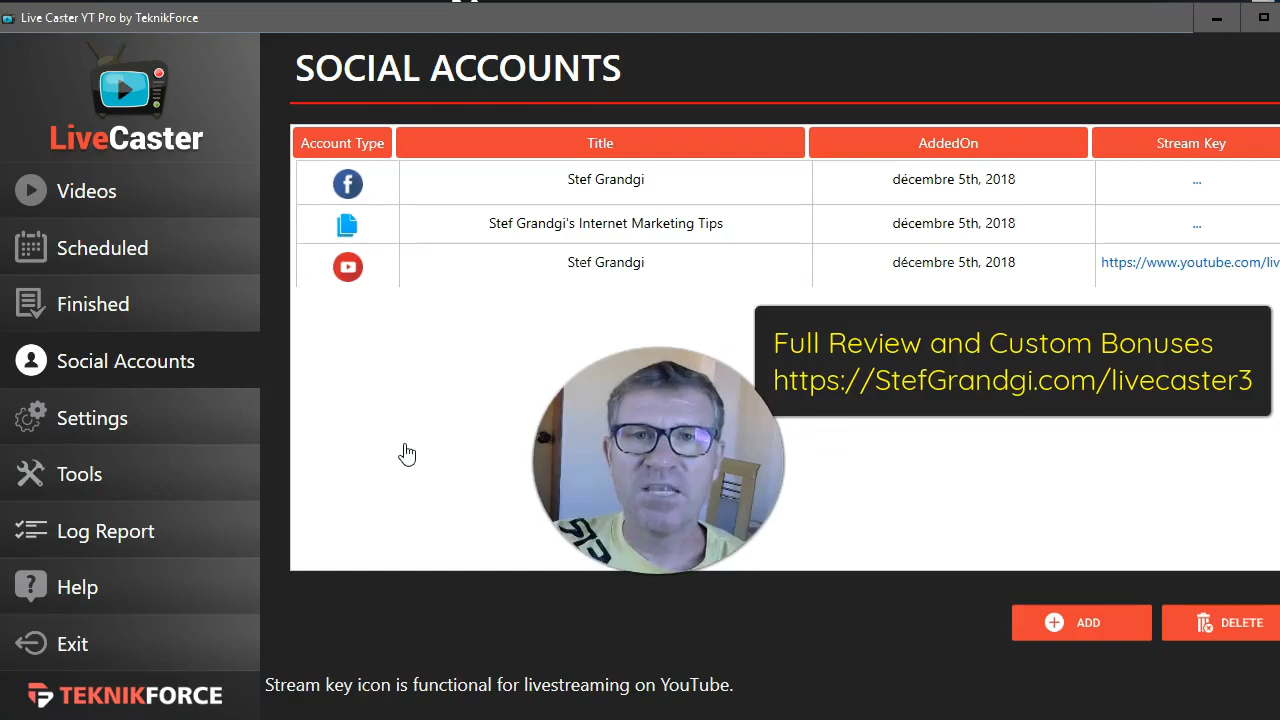 Live Caster YT Pro by TeknikForce
LiveCaster
Videos
Scheduled
Finished
Social Accounts
Settings
Tools
Log Report
Help
Exit
TEKNIKFORCE
SOCIAL ACCOUNTS
Account Type Title AddedOn Stream Key
Stef Grandgi décembre 5th, 2018 ...
Stef Grandgi's Internet Marketing Tips décembre 5th, 2018 ...
Stef Grandgi décembre 5th, 2018 https://www.youtube.com/liv
Full Review and Custom Bonuses
https://StefGrandgi.com/livecaster3
ADD
DELETE
Stream key icon is functional for livestreaming on YouTube.